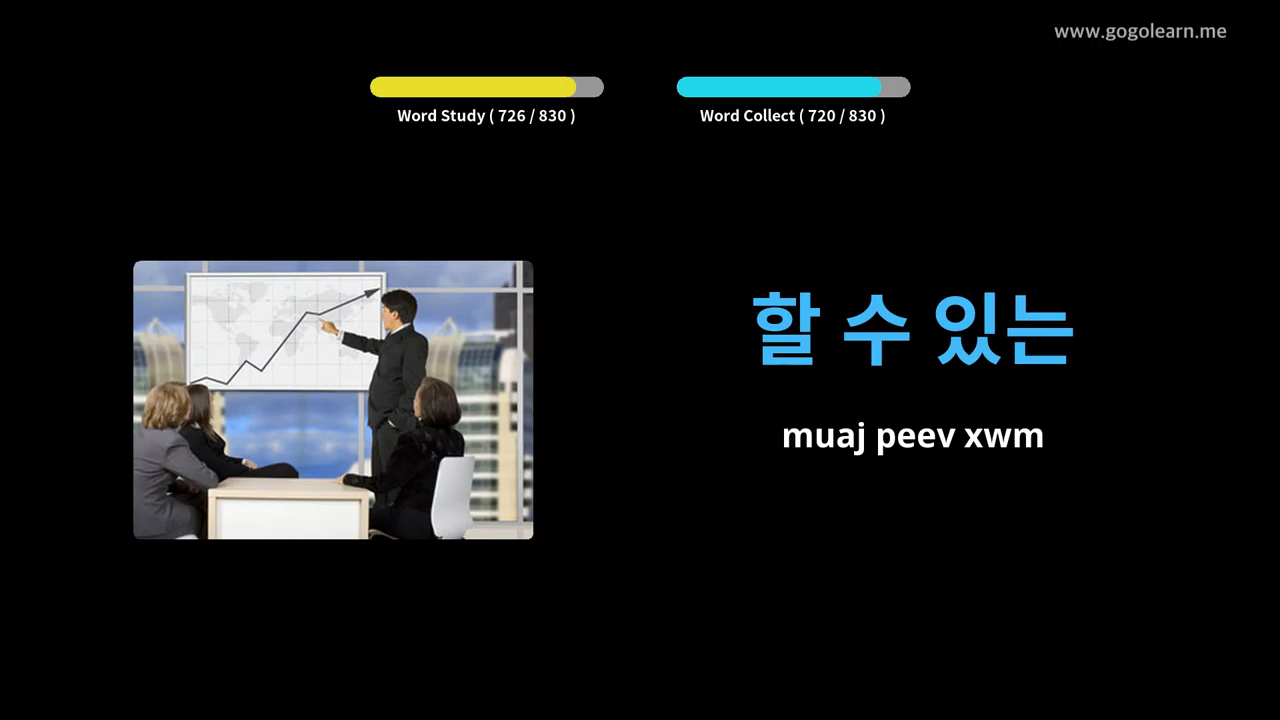 www.gogolearn.me
Word Study ( 726 / 830 )
Word Collect ( 720 / 830 )
할 수 있는
muaj peev xwm